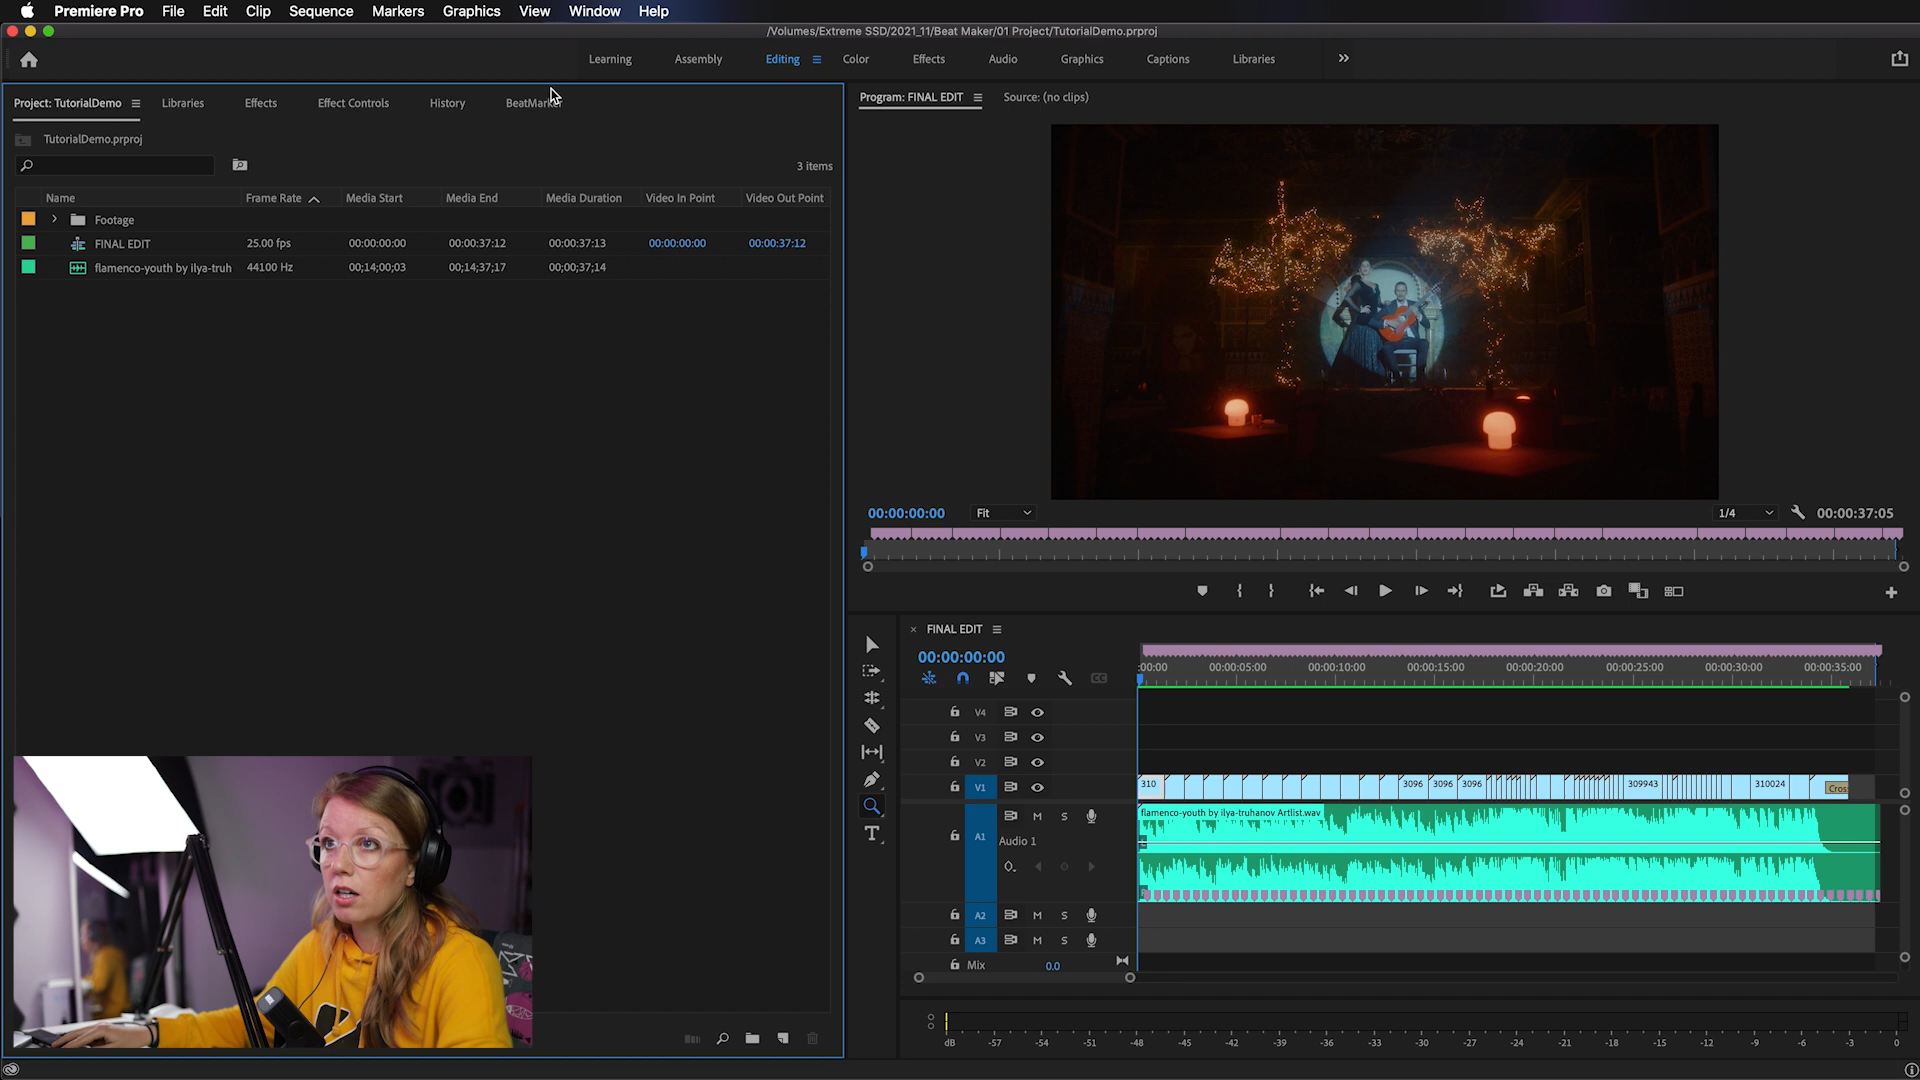 Premiere Pro File Edit Clip Sequence Markers Graphics View Window Help
/Volumes/Extreme SSD/2021_11/Beat Maker/01 Project/TutorialDemo.prproj
Learning Assembly Editing Color Effects Audio Graphics Captions Libraries
Project: TutorialDemo Libraries Effects Effect Controls History BeatMarker
TutorialDemo.prproj
3 items
Name Frame Rate Media Start Media End Media Duration Video In Point Video Out Point
Footage
FINAL EDIT 25.00 fps 00:00:00:00 00:00:37:12 00:00:37:13 00:00:00:00 00:00:37:12
flamenco-youth by ilya-truh 44100 Hz 00;14;00;03 00;14;37;17 00;00;37;14
Program: FINAL EDIT Source: (no clips)
00:00:00:00 Fit 1/4 00:00:37:05
FINAL EDIT
00:00:00:00
:00:00 00:00:05:00 00:00:10:00 00:00:15:00 00:00:20:00 00:00:25:00 00:00:30:00 00:00:35:00
V4
V3
V2
V1 310 3096 3096 3096 309943 310024 Cros
flamenco-youth by ilya-truhanov Artlist.wav
A1 M S
Audio 1
A2 M S
A3 M S
Mix 0.0
dB -57 -54 -51 -48 -45 -42 -39 -36 -33 -30 -27 -24 -21 -18 -15 -12 -9 -6 -3 0